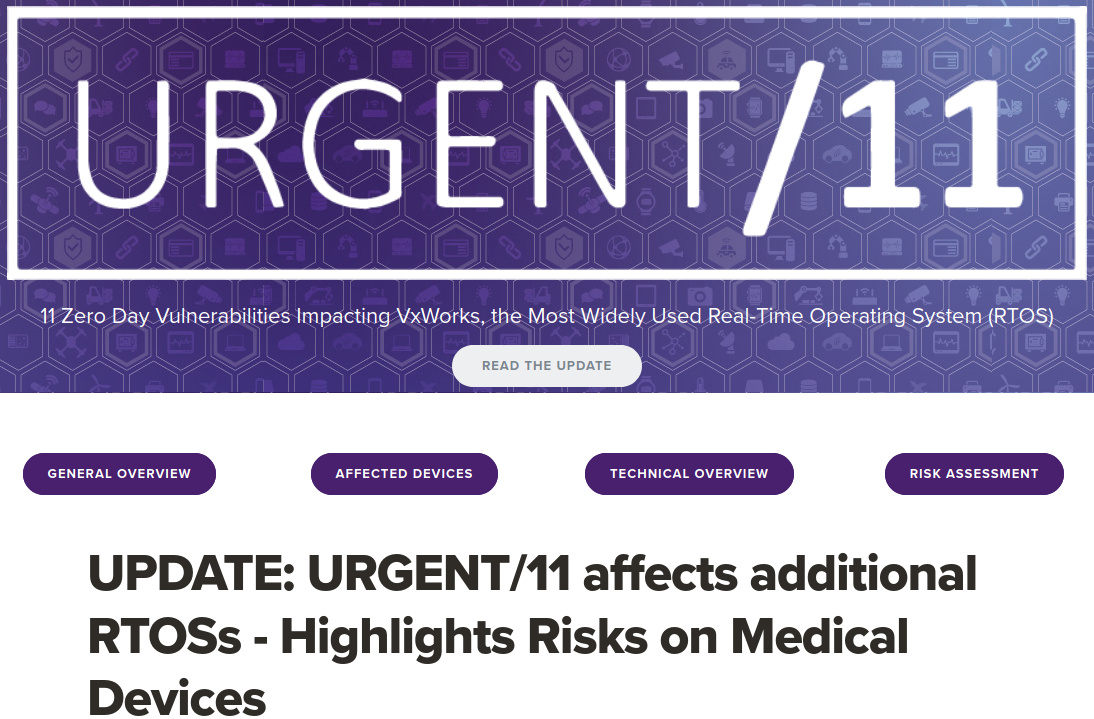 URGENT/11
11 Zero Day Vulnerabilities Impacting VxWorks, the Most Widely Used Real-Time Operating System (RTOS)
READ THE UPDATE
GENERAL OVERVIEW
AFFECTED DEVICES
TECHNICAL OVERVIEW
RISK ASSESSMENT
UPDATE: URGENT/11 affects additional
RTOSs - Highlights Risks on Medical
Devices